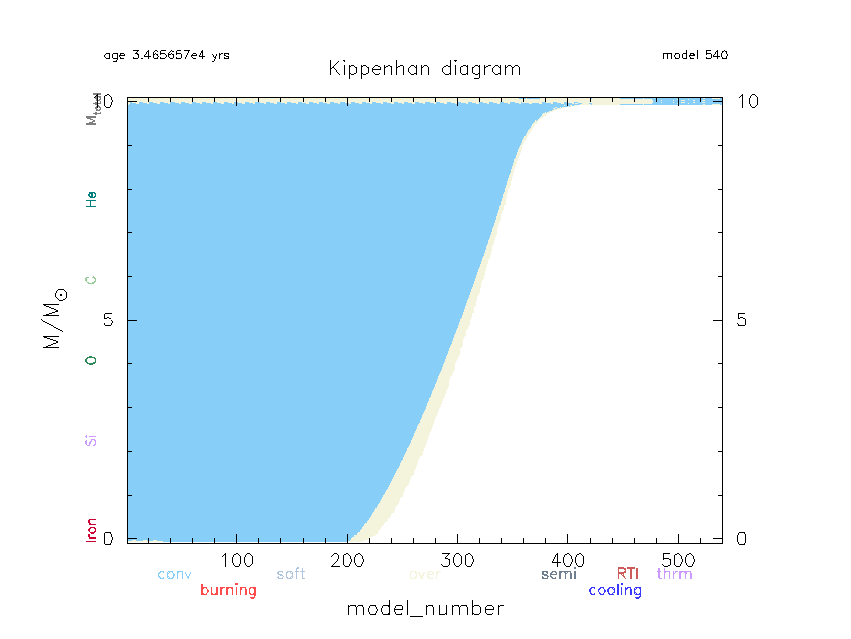 age 3.465657e4 yrs
model 540
Kippenhan diagram
10
10
M_total
He
C
M/M☉
5
5
O
Si
Iron
0
0
100 200 300 400 500
conv soft over semi RTI thrm
burning cooling
model_number